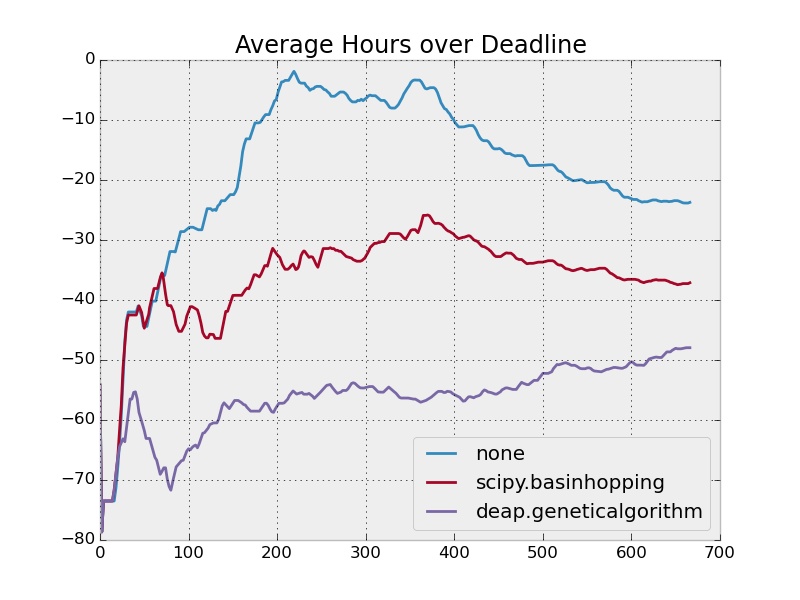 Average Hours over Deadline
0
−10
−20
−30
−40
−50
−60
−70
−80
0 100 200 300 400 500 600 700
none
scipy.basinhopping
deap.geneticalgorithm